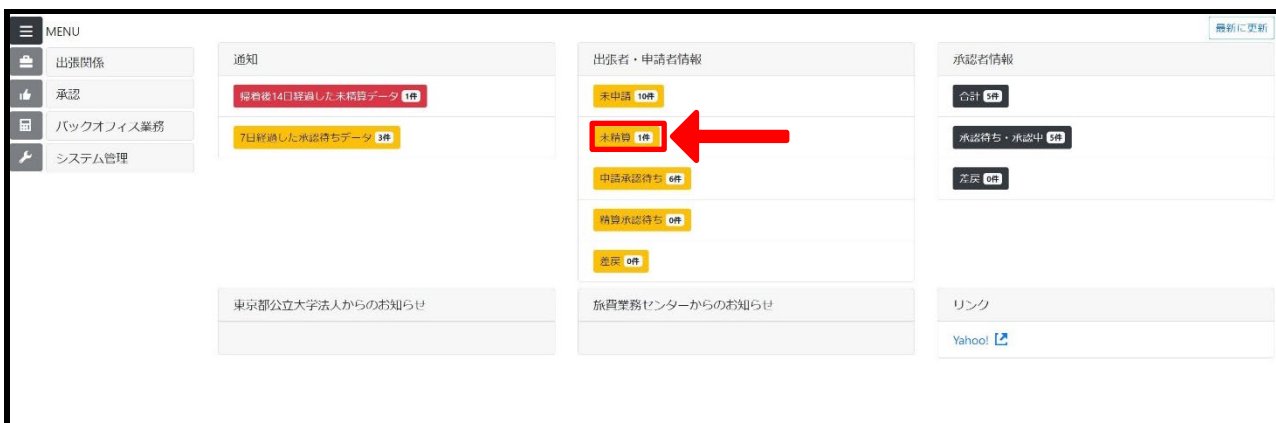 MENU
最新に更新
出張関係
承認
バックオフィス業務
システム管理
通知
帰着後14日経過した未精算データ 1件
7日経過した承認待ちデータ 3件
出張者・申請者情報
未申請 10件
未精算 1件
申請承認待ち 6件
精算承認待ち 0件
差戻 0件
承認者情報
合計 5件
承認待ち・承認中 5件
差戻 0件
東京都公立大学法人からのお知らせ
旅費業務センターからのお知らせ
リンク
Yahoo!